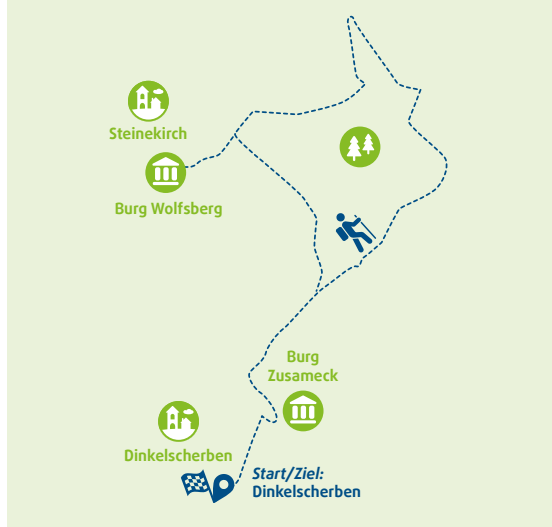 Steinekirch
Burg Wolfsberg
Burg
Zusameck
Dinkelscherben
Start/Ziel:
Dinkelscherben